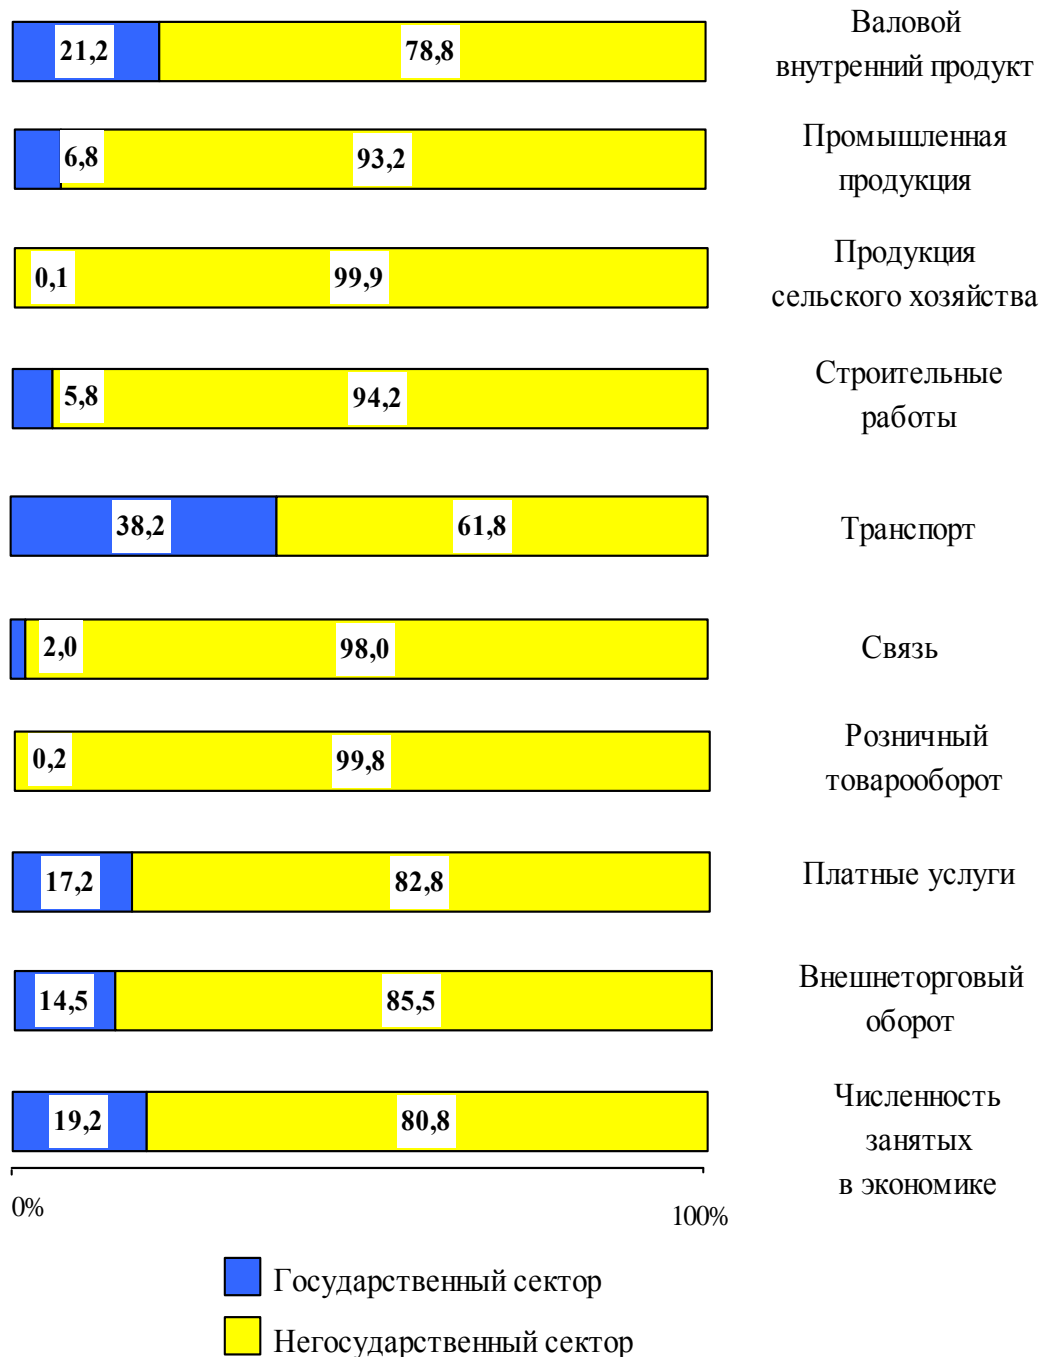 21,2 78,8 Валовой
внутренний продукт
6,8 93,2 Промышленная
продукция
0,1 99,9 Продукция
сельского хозяйства
5,8 94,2 Строительные
работы
38,2 61,8 Транспорт
2,0 98,0 Связь
0,2 99,8 Розничный
товарооборот
17,2 82,8 Платные услуги
14,5 85,5 Внешнеторговый
оборот
19,2 80,8 Численность
занятых
в экономике
0% 100%
Государственный сектор
Негосударственный сектор